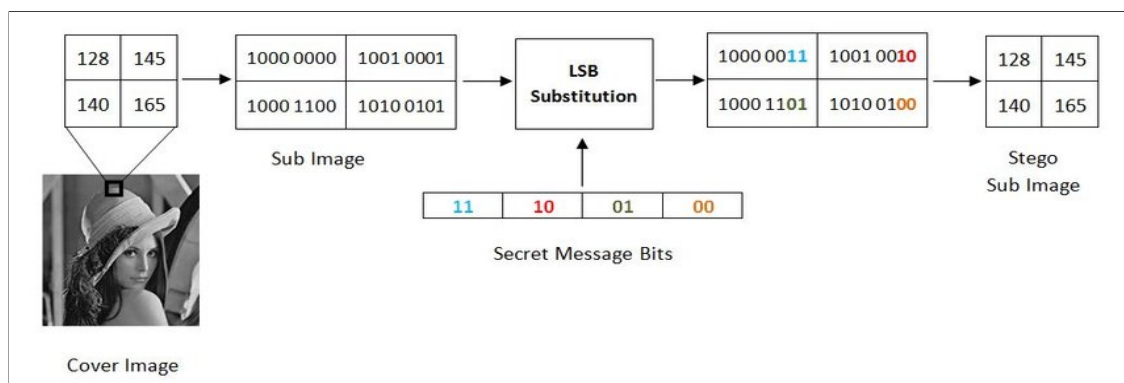 128 145
140 165
1000 0000 1001 0001
1000 1100 1010 0101
Sub Image
LSB
Substitution
1000 0011 1001 0010
1000 1101 1010 0100
128 145
140 165
Stego
Sub Image
11 10 01 00
Secret Message Bits
Cover Image